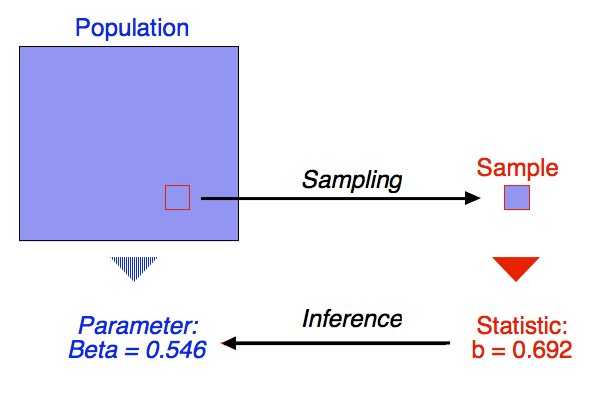 Population
Sampling
Sample
Parameter:
Beta = 0.546
Inference
Statistic:
b = 0.692